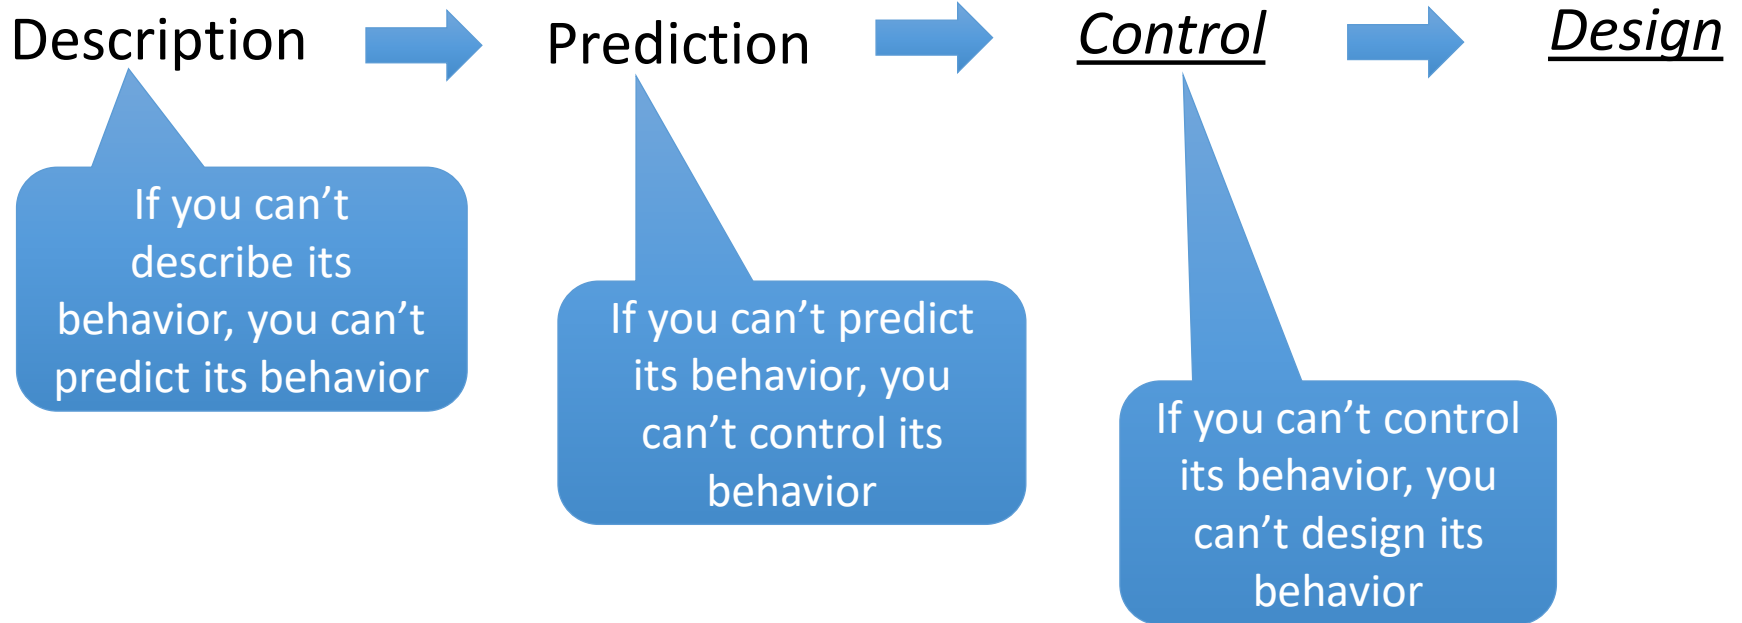 Description
Prediction
Control
Design
If you can’t
describe its
behavior, you can’t
predict its behavior
If you can’t predict
its behavior, you
can’t control its
behavior
If you can’t control
its behavior, you
can’t design its
behavior